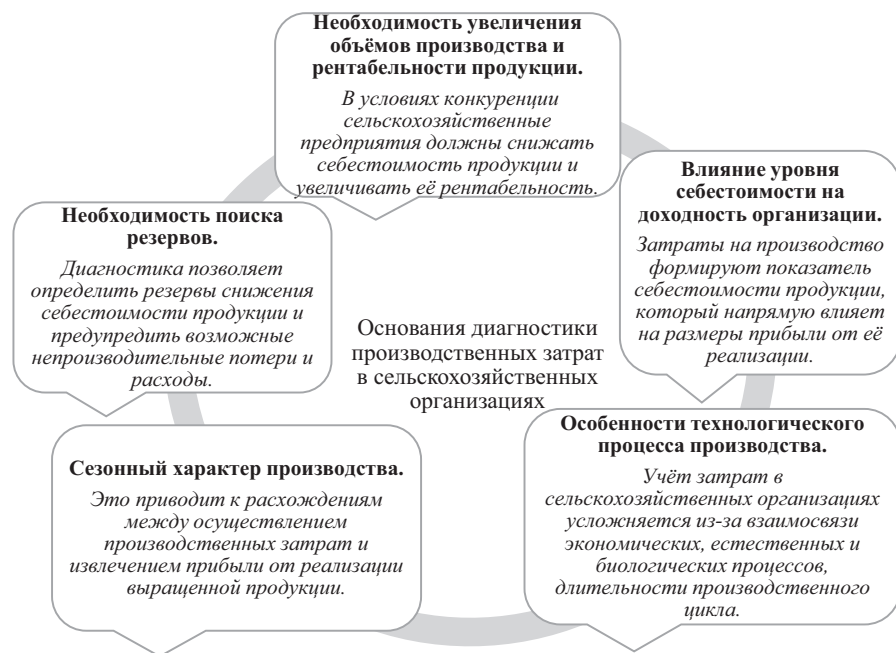 Необходимость увеличения
объёмов производства и
рентабельности продукции.
В условиях конкуренции
сельскохозяйственные
предприятия должны снижать
себестоимость продукции и
увеличивать её рентабельность.
Влияние уровня
себестоимости на
доходность организации.
Затраты на производство
формируют показатель
себестоимости продукции,
который напрямую влияет
на размеры прибыли от её
реализации.
Особенности технологического
процесса производства.
Учёт затрат в
сельскохозяйственных организациях
усложняется из-за взаимосвязи
экономических, естественных и
биологических процессов,
длительности производственного
цикла.
Сезонный характер производства.
Это приводит к расхождениям
между осуществлением
производственных затрат и
извлечением прибыли от реализации
выращенной продукции.
Необходимость поиска
резервов.
Диагностика позволяет
определить резервы снижения
себестоимости продукции и
предупредить возможные
непроизводительные потери и
расходы.
Основания диагностики
производственных затрат
в сельскохозяйственных
организациях